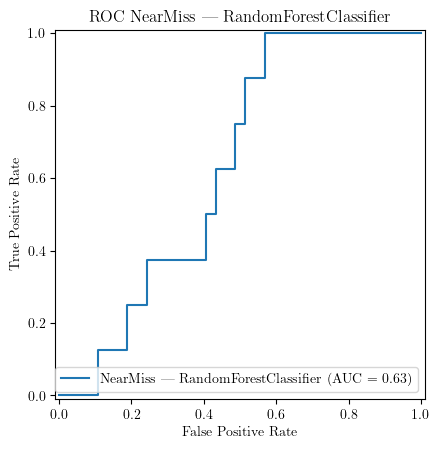 ROC NearMiss — RandomForestClassifier
1.0
0.8
0.6
0.4
0.2
0.0
True Positive Rate
NearMiss — RandomForestClassifier (AUC = 0.63)
0.0 0.2 0.4 0.6 0.8 1.0
False Positive Rate